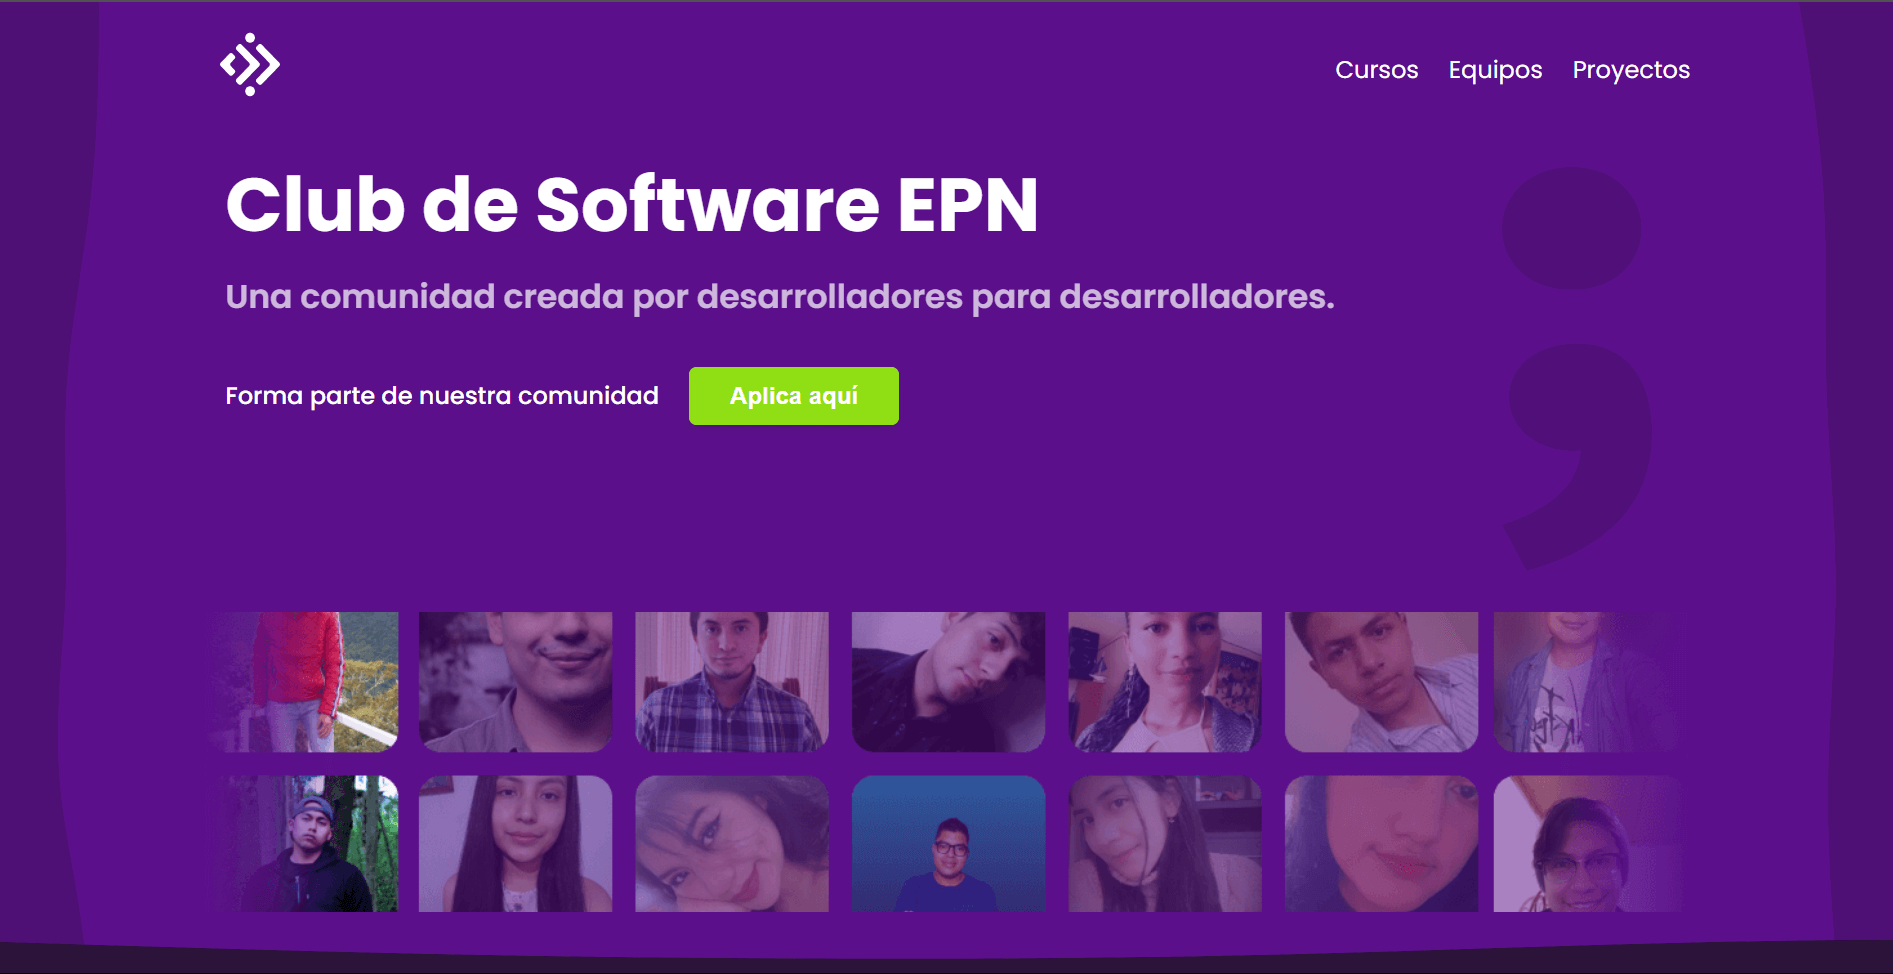 Cursos Equipos Proyectos
Club de Software EPN
Una comunidad creada por desarrolladores para desarrolladores.
Forma parte de nuestra comunidad Aplica aquí